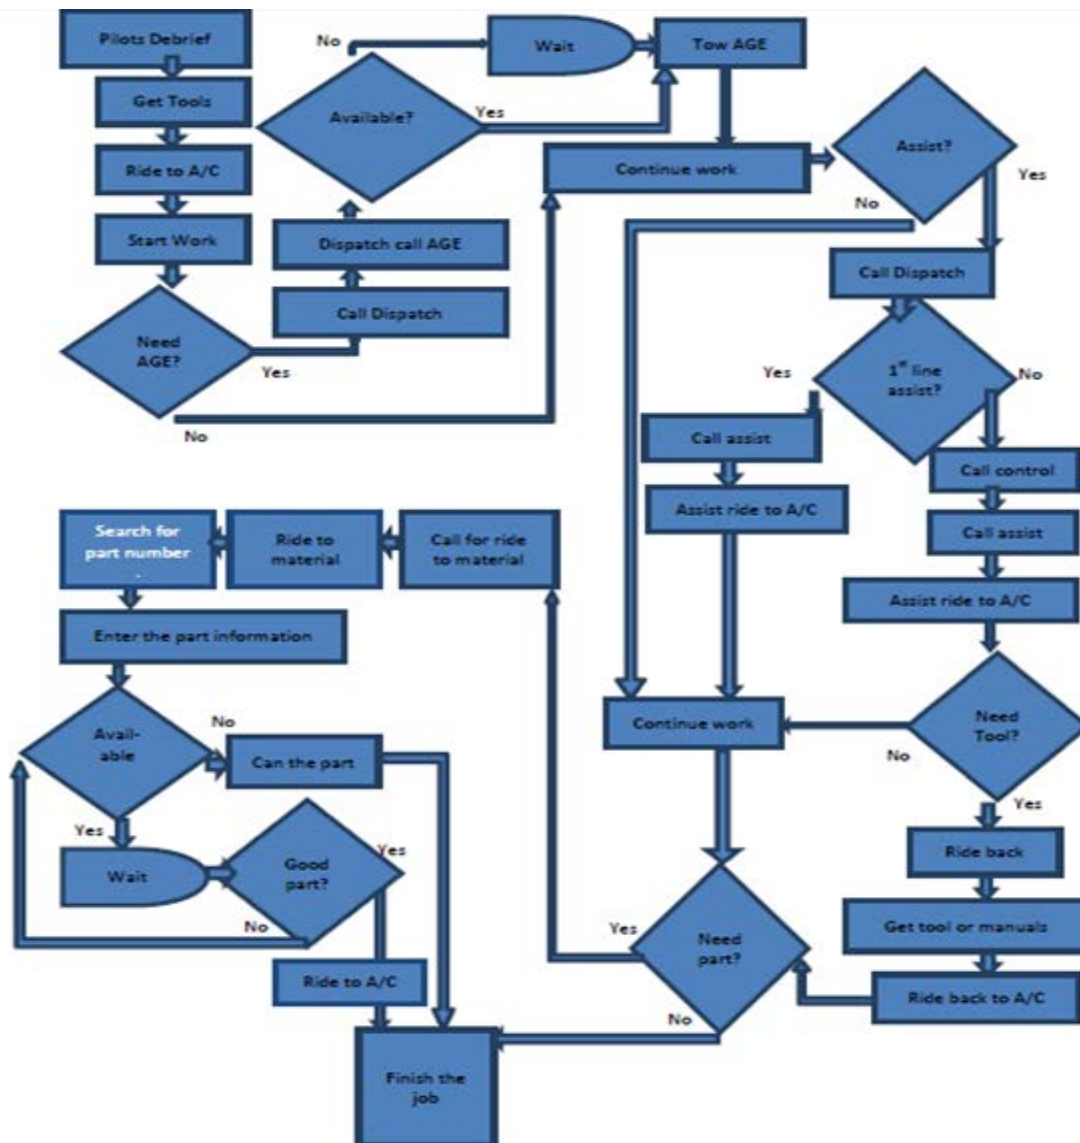 Pilots Debrief
Get Tools
Ride to A/C
Start Work
Need
AGE?
Yes
No
Call Dispatch
Dispatch call AGE
Available?
No
Yes
Wait
Tow AGE
Continue work
Assist?
Yes
No
Call Dispatch
1st line
assist?
Yes
No
Call assist
Assist ride to A/C
Call control
Call assist
Assist ride to A/C
Need
Tool?
No
Yes
Continue work
Ride back
Get tool or manuals
Ride back to A/C
Need
part?
Yes
No
Call for ride
to material
Ride to
material
Search for
part number
.
Enter the part information
Avail-
able
No
Yes
Can the part
Wait
Good
part?
Yes
No
Ride to A/C
Finish the
job